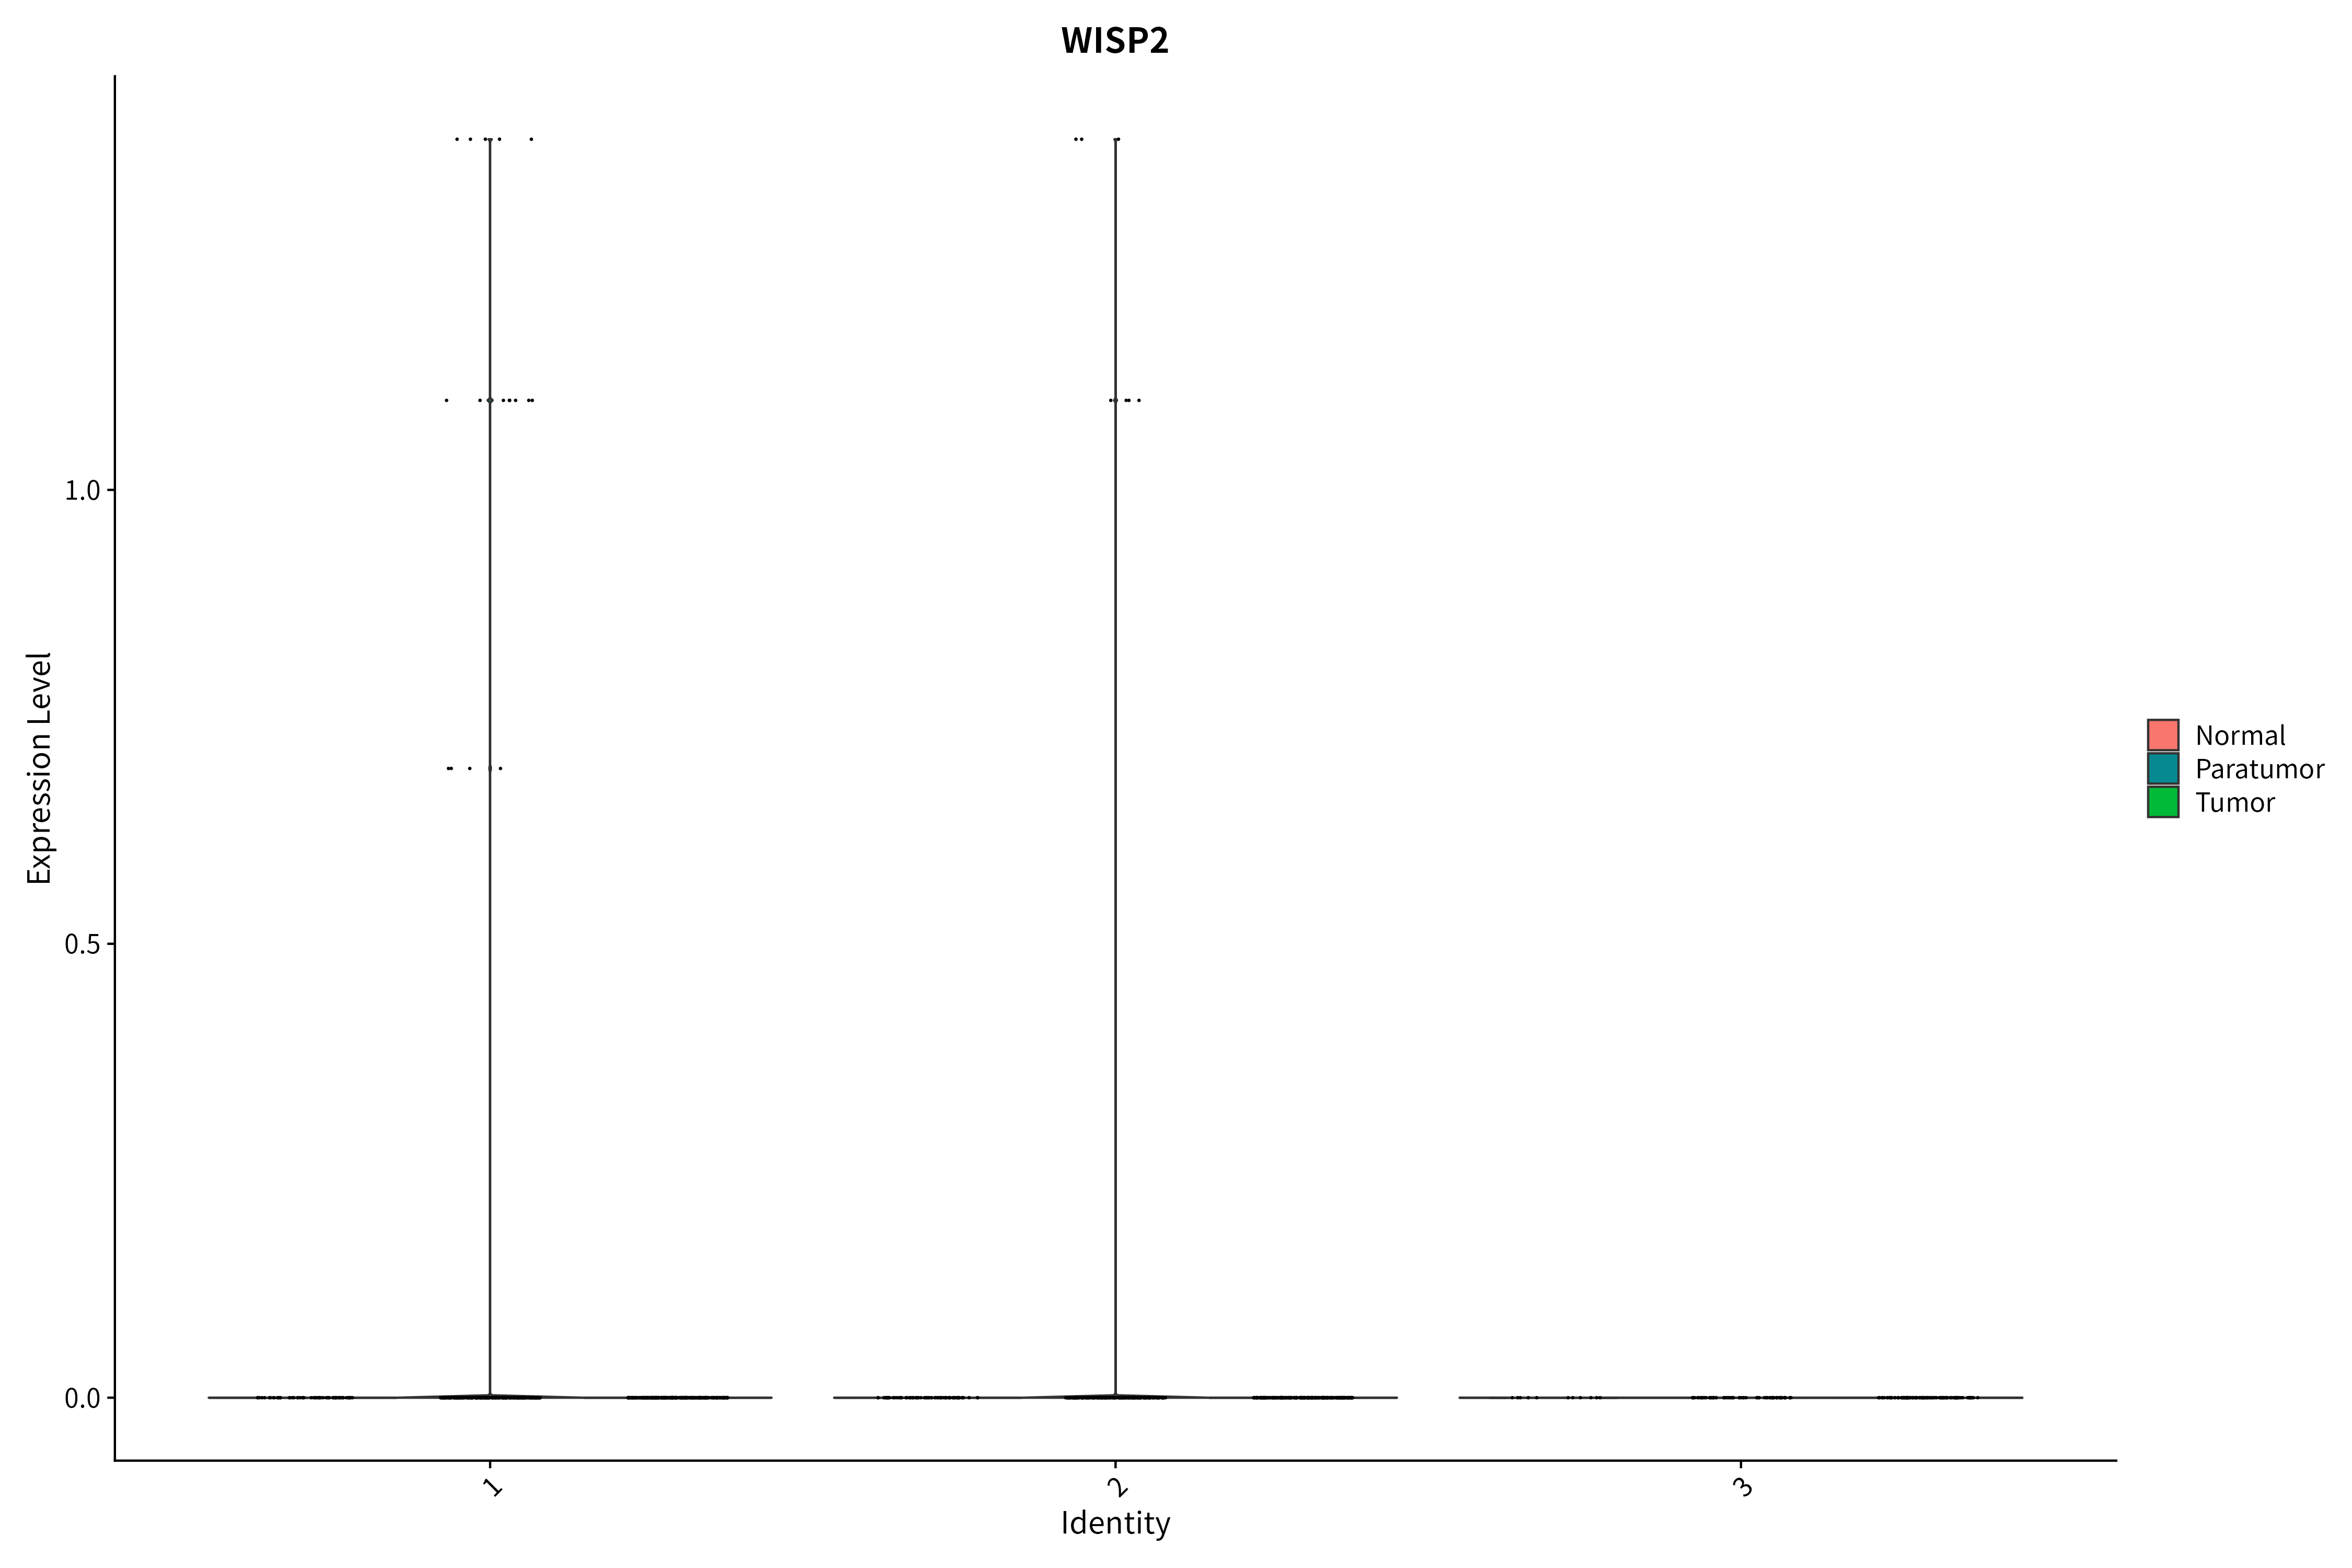 WISP2
Expression Level
1.0
0.5
0.0
1
2
3
Identity
Normal
Paratumor
Tumor